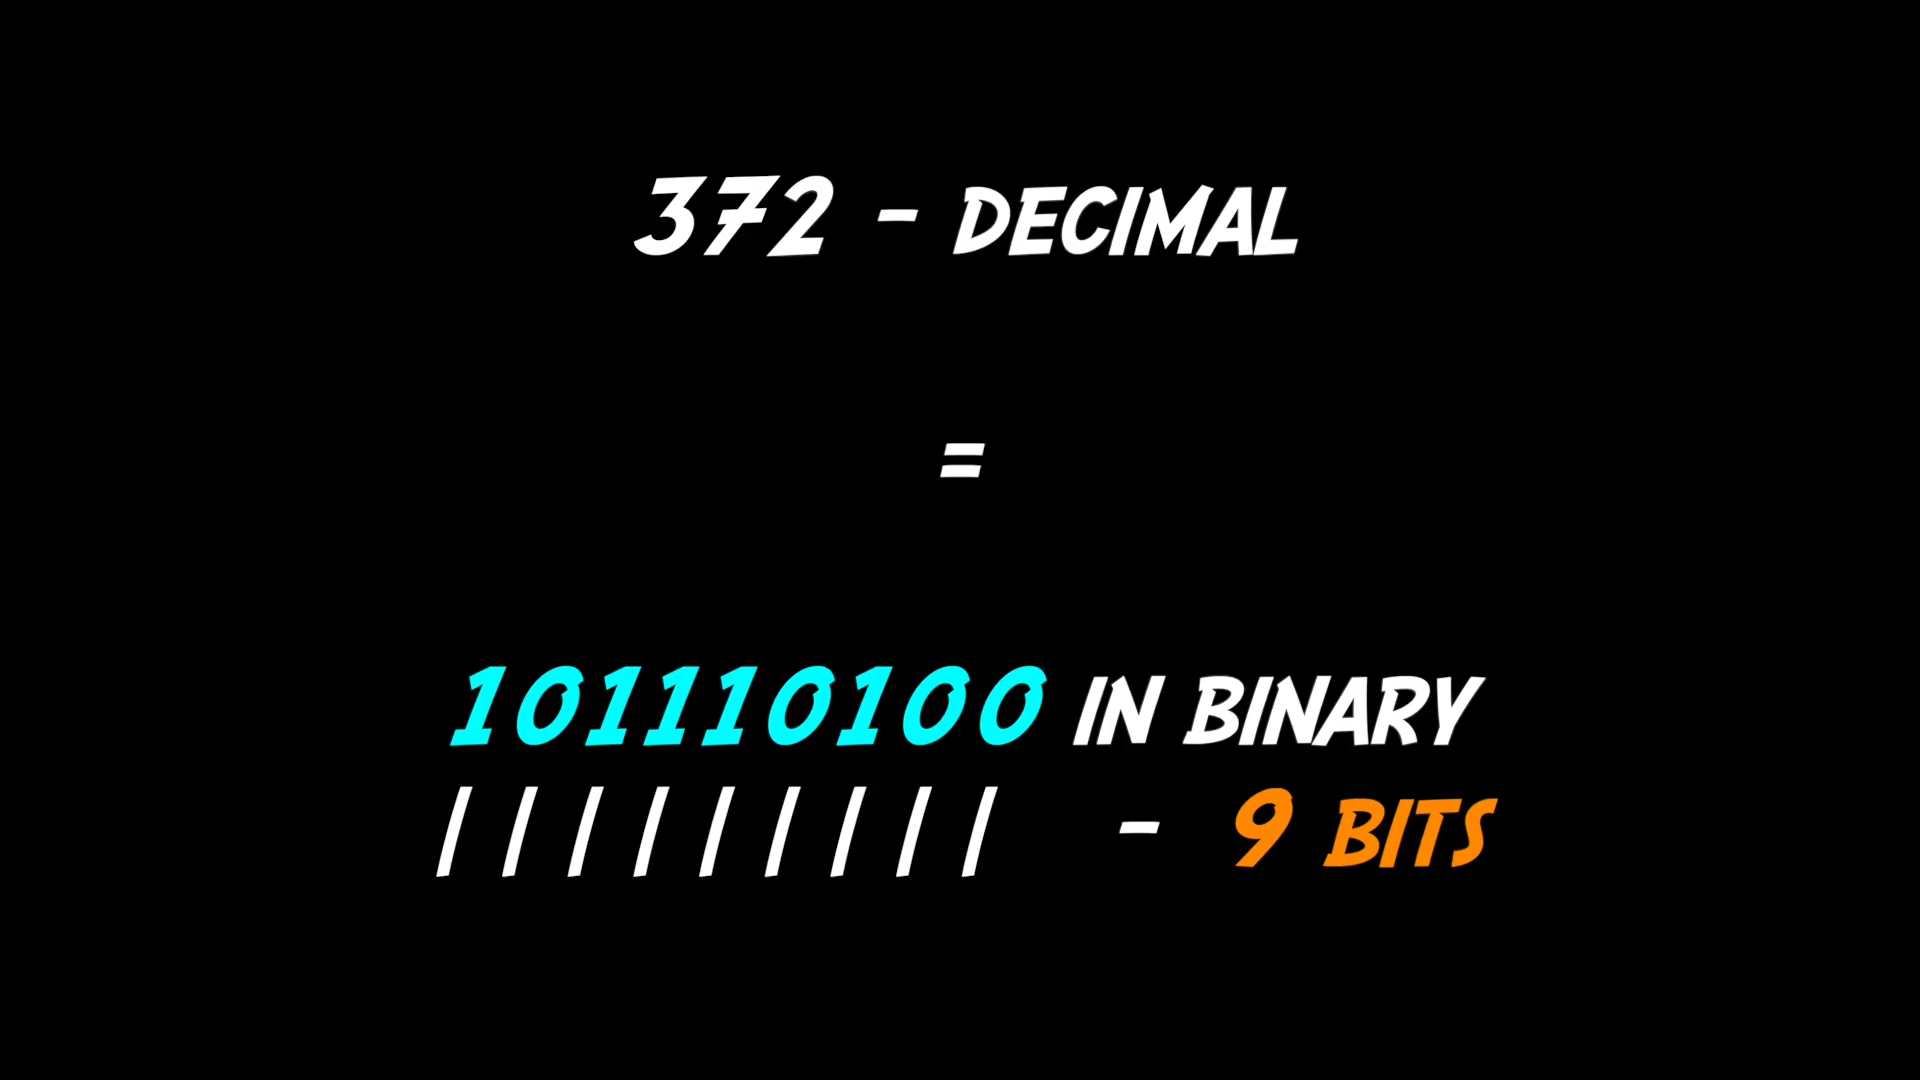 372 - DECIMAL
=
101110100 IN BINARY
| | | | | | | | | - 9 BITS